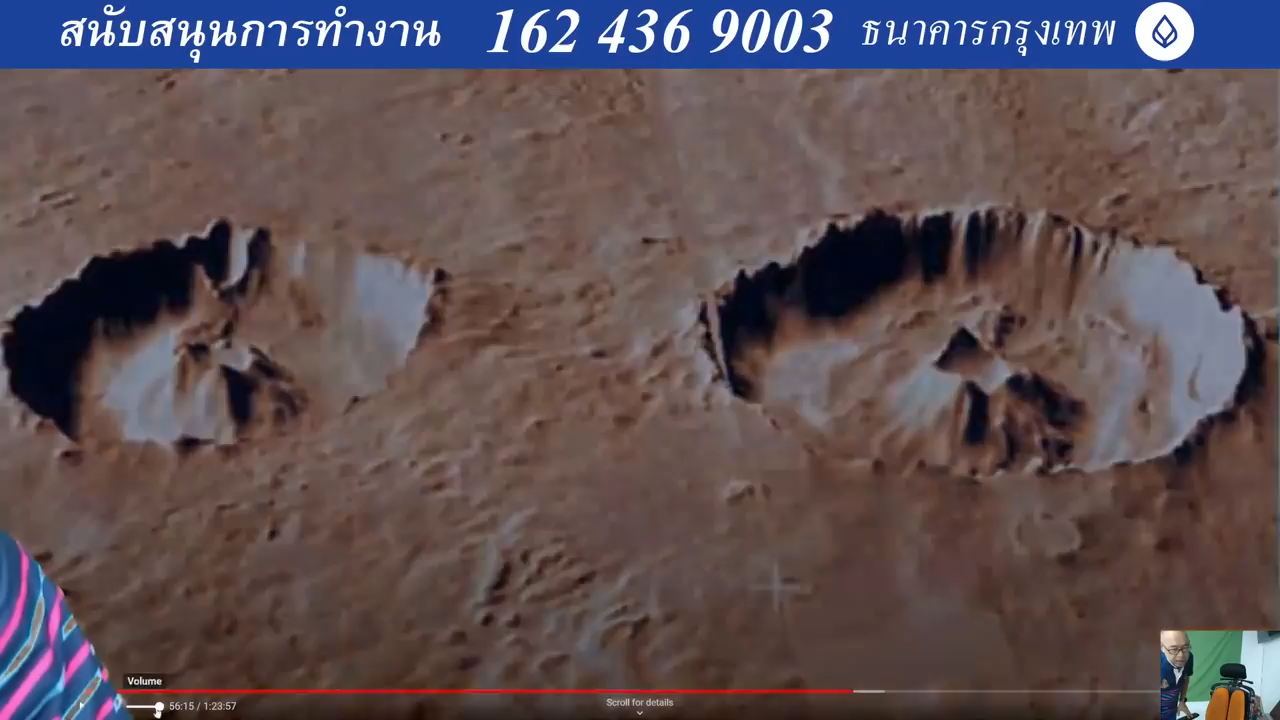 สนับสนุนการทำงาน 162 436 9003 ธนาคารกรุงเทพ
Volume
56:15 / 1:23:57
Scroll for details